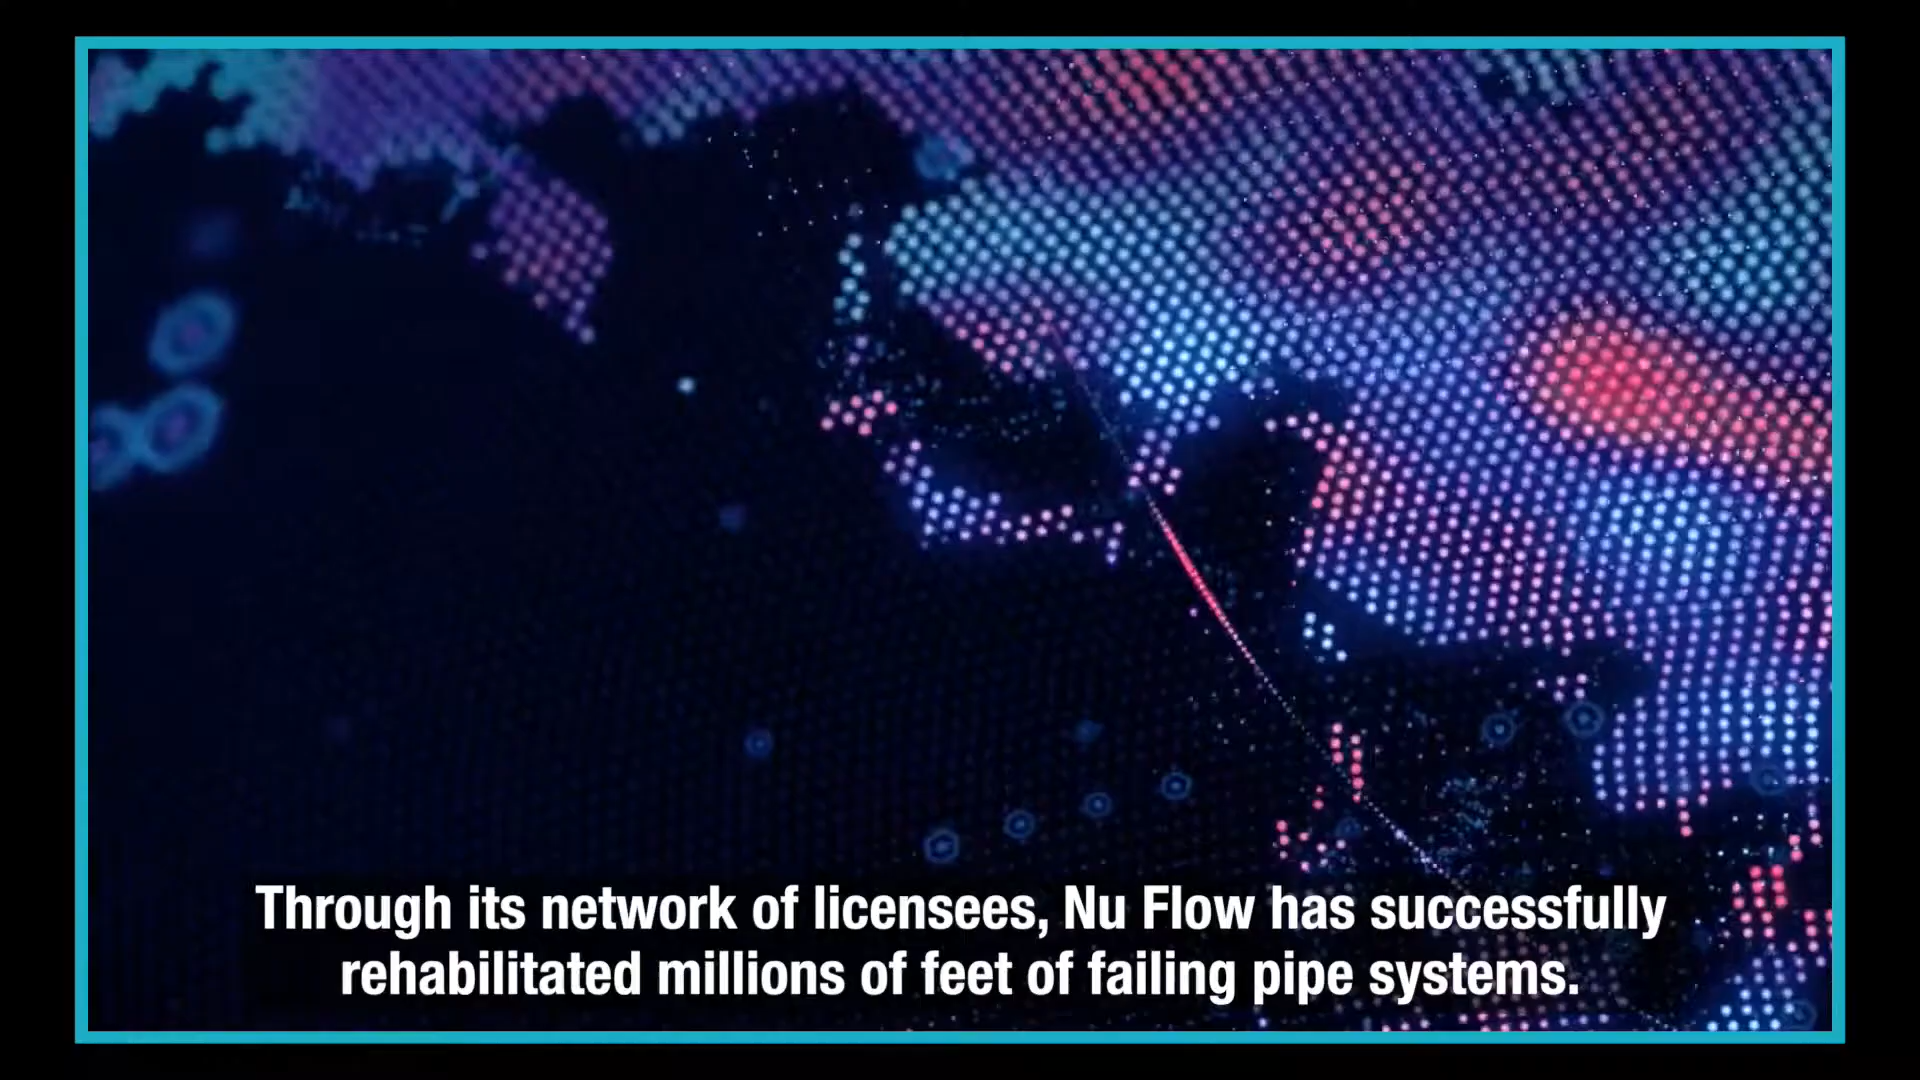 Through its network of licensees, Nu Flow has successfully
rehabilitated millions of feet of failing pipe systems.